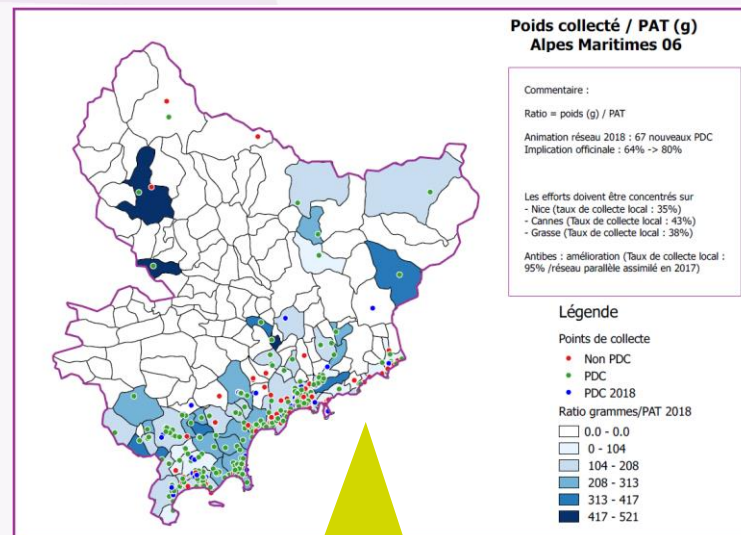 Poids collecté / PAT (g)
Alpes Maritimes 06
Commentaire :
Ratio = poids (g) / PAT
Animation réseau 2018 : 67 nouveaux PDC
Implication officinale : 64% -> 80%
Les efforts doivent être concentrés sur
- Nice (taux de collecte local : 35%)
- Cannes (Taux de collecte local : 43%)
- Grasse (Taux de collecte local : 38%)
Antibes : amélioration (Taux de collecte local :
95% /réseau parallèle assimilé en 2017)
Légende
Points de collecte
Non PDC
PDC
PDC 2018
Ratio grammes/PAT 2018
0.0 - 0.0
0 - 104
104 - 208
208 - 313
313 - 417
417 - 521